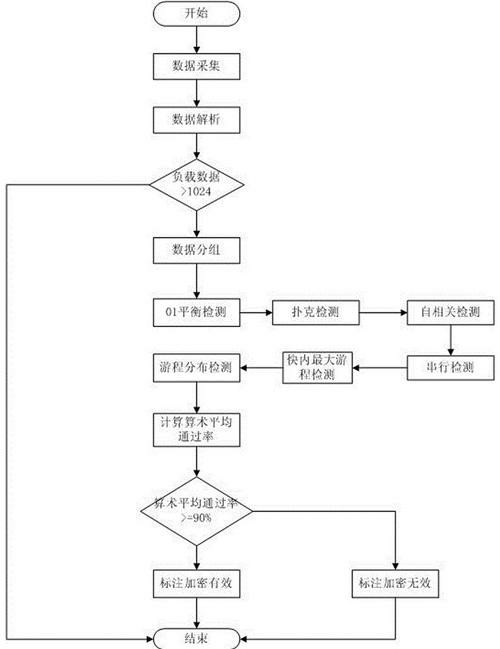 开始
数据采集
数据解析
负载数据
>1024
数据分组
01平衡检测
扑克检测
自相关检测
串行检测
快内最大游
程检测
游程分布检测
计算算术平均
通过率
算术平均通过率
>=90%
标注加密有效
标注加密无效
结束